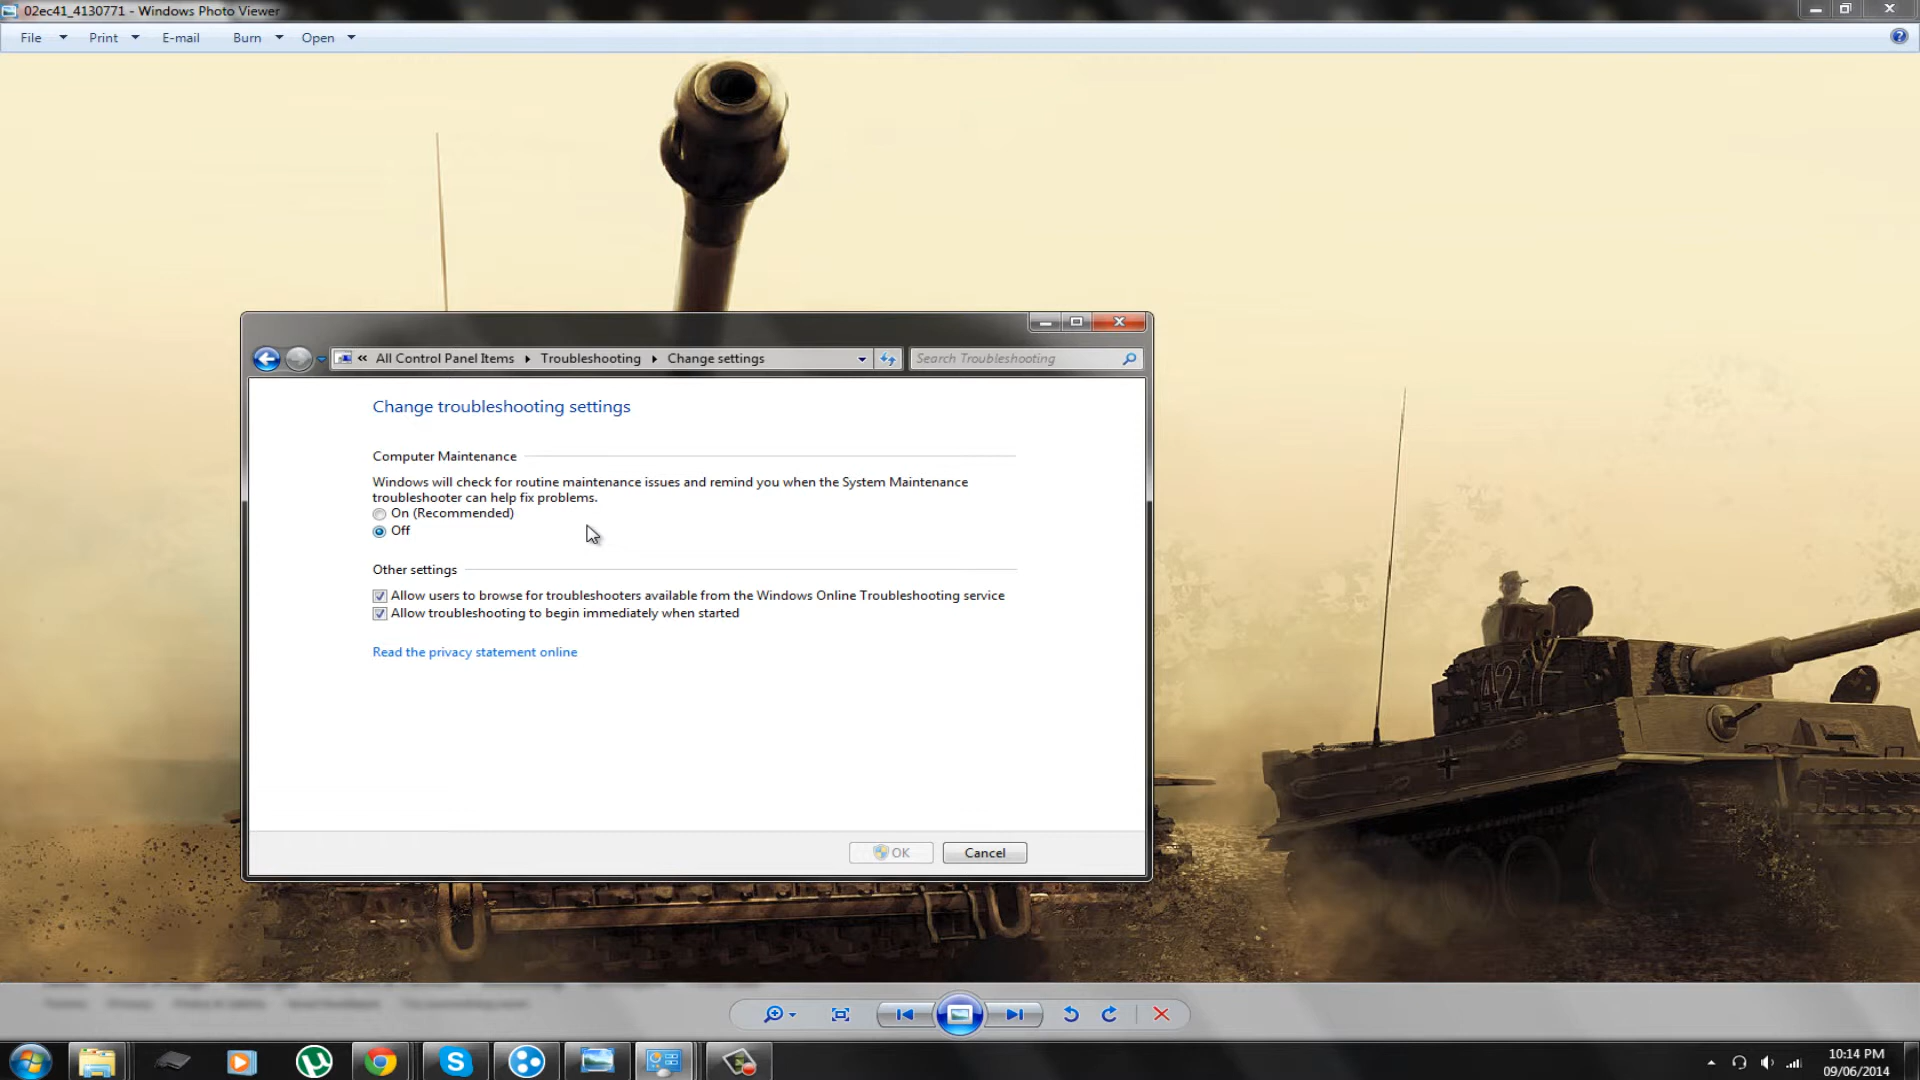 02ec41_4130771 - Windows Photo Viewer
File Print E-mail Burn Open
« All Control Panel Items Troubleshooting Change settings Search Troubleshooting
Change troubleshooting settings
Computer Maintenance
Windows will check for routine maintenance issues and remind you when the System Maintenance
troubleshooter can help fix problems.
On (Recommended)
Off
Other settings
Allow users to browse for troubleshooters available from the Windows Online Troubleshooting service
Allow troubleshooting to begin immediately when started
Read the privacy statement online
OK Cancel
427
10:14 PM
09/06/2014